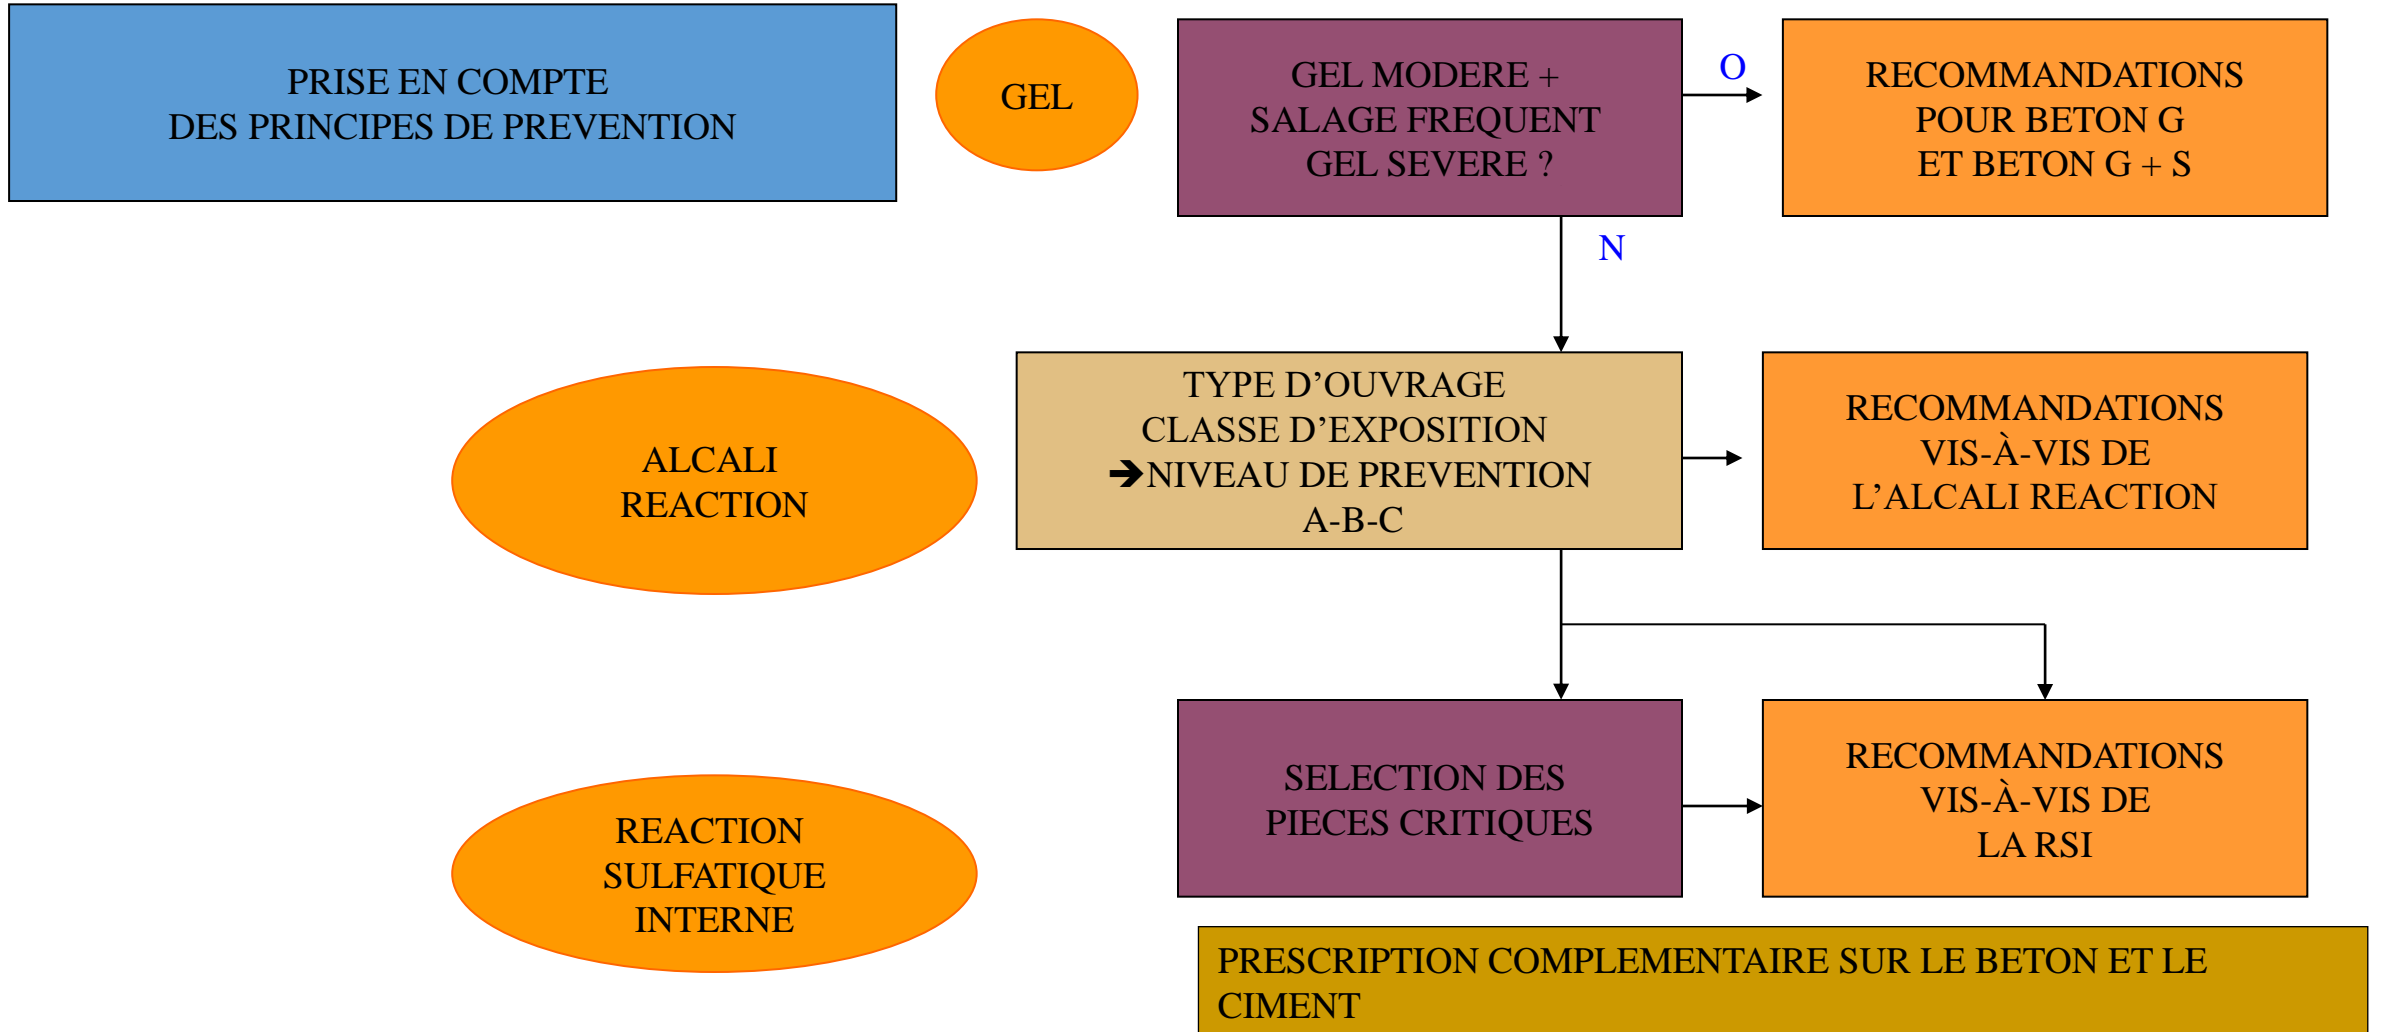 PRISE EN COMPTE
DES PRINCIPES DE PREVENTION
GEL
GEL MODERE +
SALAGE FREQUENT
GEL SEVERE ?
O
RECOMMANDATIONS
POUR BETON G
ET BETON G + S
N
ALCALI
REACTION
TYPE D’OUVRAGE
CLASSE D’EXPOSITION
➔NIVEAU DE PREVENTION
A-B-C
RECOMMANDATIONS
VIS-À-VIS DE
L’ALCALI REACTION
REACTION
SULFATIQUE
INTERNE
SELECTION DES
PIECES CRITIQUES
RECOMMANDATIONS
VIS-À-VIS DE
LA RSI
PRESCRIPTION COMPLEMENTAIRE SUR LE BETON ET LE
CIMENT